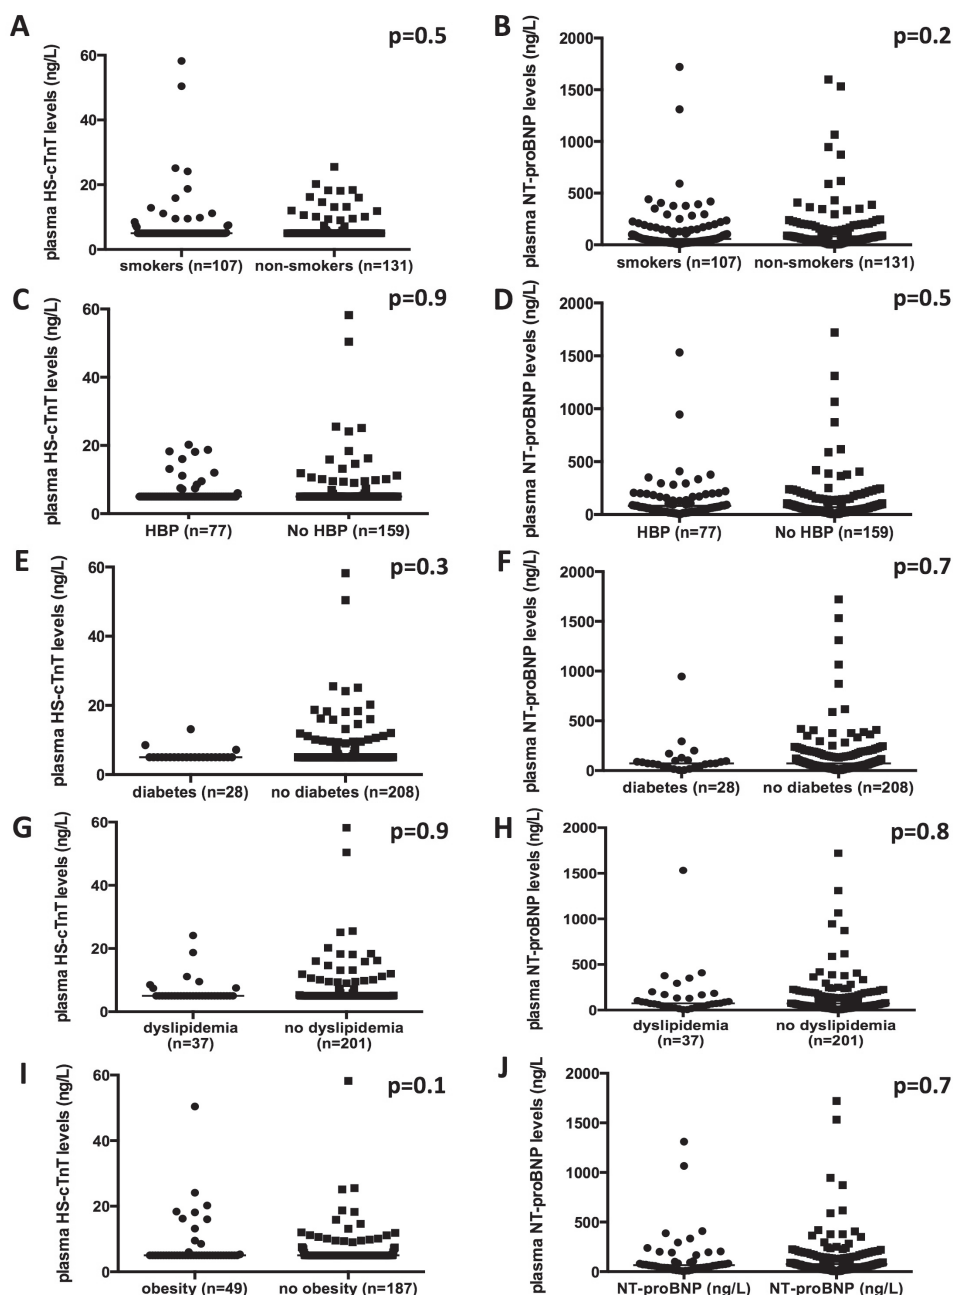 A
p=0.5
plasma HS-cTnT levels (ng/L)
60
40
20
0
smokers (n=107) non-smokers (n=131)
B
p=0.2
plasma NT-proBNP levels (ng/L)
2000
1500
1000
500
0
smokers (n=107) non-smokers (n=131)
C
p=0.9
plasma HS-cTnT levels (ng/L)
60
40
20
0
HBP (n=77) No HBP (n=159)
D
p=0.5
plasma NT-proBNP levels (ng/L)
2000
1500
1000
500
0
HBP (n=77) No HBP (n=159)
E
p=0.3
plasma HS-cTnT levels (ng/L)
60
40
20
0
diabetes (n=28) no diabetes (n=208)
F
p=0.7
plasma NT-proBNP levels (ng/L)
2000
1500
1000
500
0
diabetes (n=28) no diabetes (n=208)
G
p=0.9
plasma HS-cTnT levels (ng/L)
60
40
20
0
dyslipidemia no dyslipidemia
(n=37) (n=201)
H
p=0.8
plasma NT-proBNP levels (ng/L)
2000
1500
1000
500
0
dyslipidemia no dyslipidemia
(n=37) (n=201)
I
p=0.1
plasma HS-cTnT levels (ng/L)
60
40
20
0
obesity (n=49) no obesity (n=187)
J
p=0.7
plasma NT-proBNP levels (ng/L
2000
1500
1000
500
0
NT-proBNP (ng/L) NT-proBNP (ng/L)